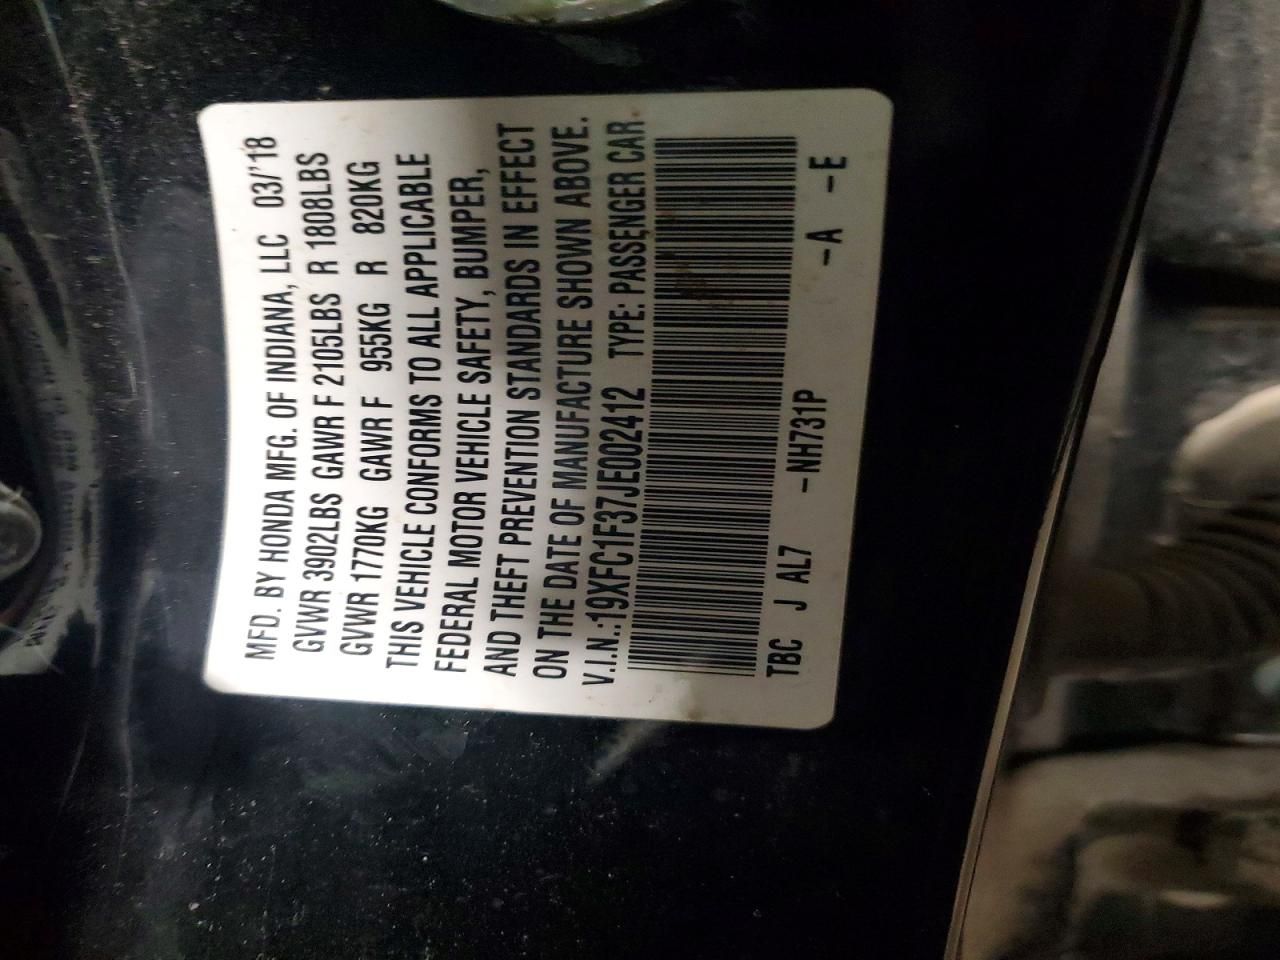 MFD. BY HONDA MFG. OF INDIANA, LLC 03/'18
GVWR 3902LBS GAWR F 2105LBS R 1808LBS
GVWR 1770KG GAWR F 955KG R 820KG
THIS VEHICLE CONFORMS TO ALL APPLICABLE
FEDERAL MOTOR VEHICLE SAFETY, BUMPER,
AND THEFT PREVENTION STANDARDS IN EFFECT
ON THE DATE OF MANUFACTURE SHOWN ABOVE.
V.I.N.:19XFC1F37JE002412 TYPE: PASSENGER CAR.
TBC J AL7 -NH731P -A -E